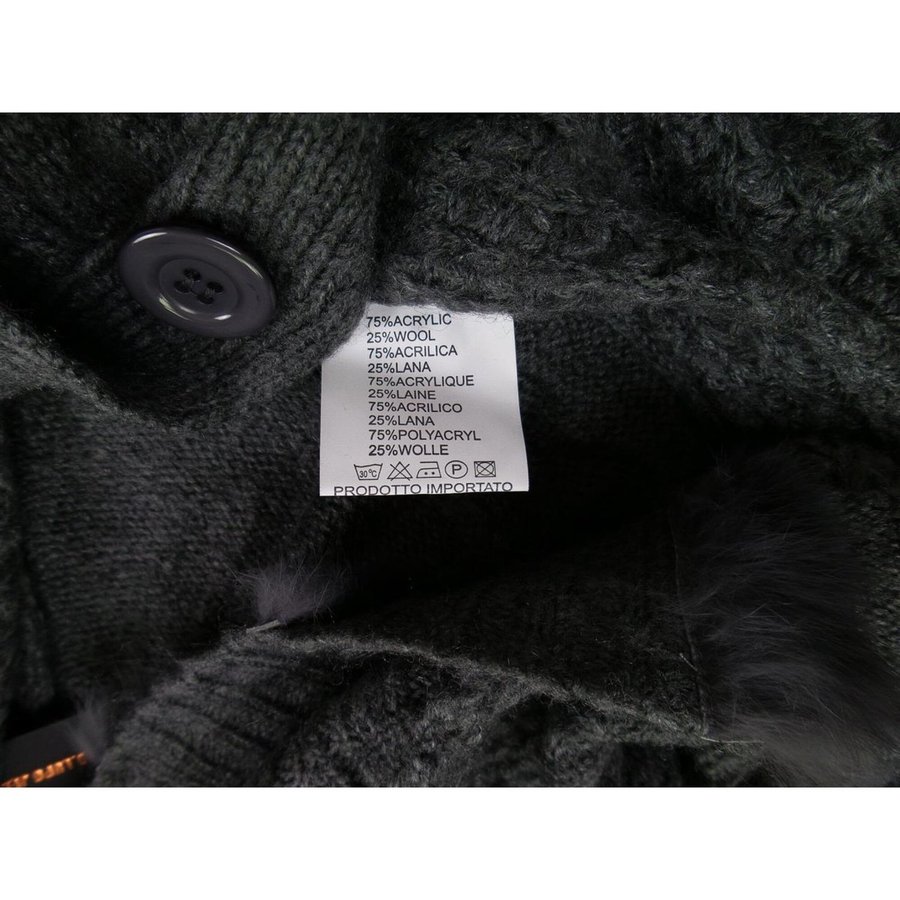 75%ACRYLIC
25%WOOL
75%ACRILICA
25%LANA
75%ACRYLIQUE
25%LAINE
75%ACRILICO
25%LANA
75%POLYACRYL
25%WOLLE
30°C P
PRODOTTO IMPORTATO